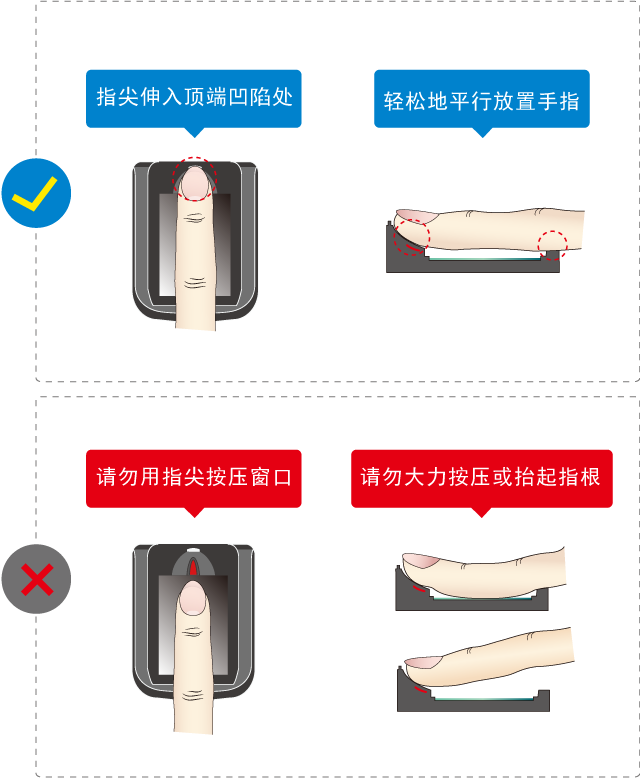 指尖伸入顶端凹陷处
轻松地平行放置手指
请勿用指尖按压窗口
请勿大力按压或抬起指根